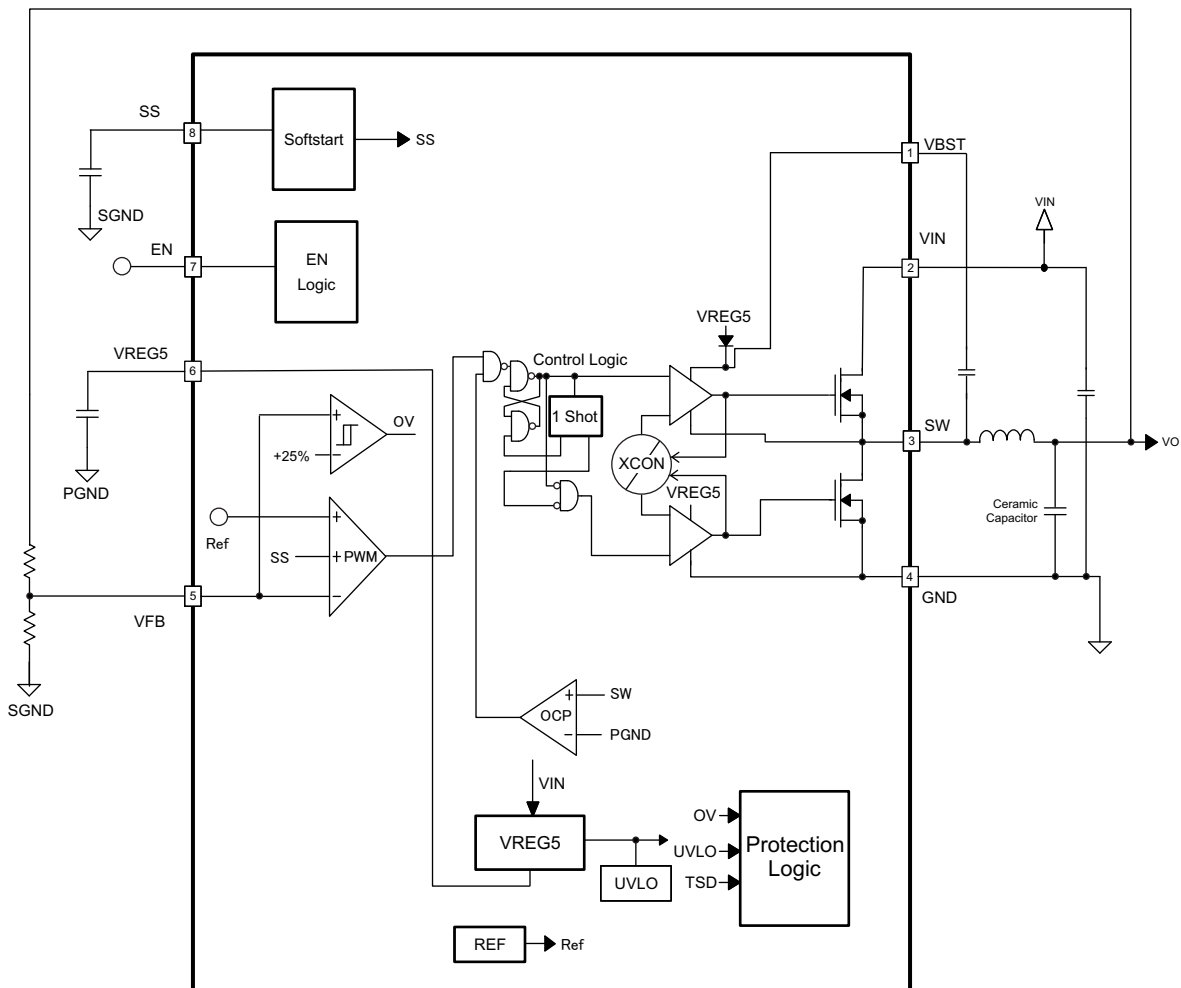 SS
8
Softstart
SS
SGND
1
VBST
VIN
VIN
2
EN
7
EN
Logic
VREG5
6
PGND
VREG5
Control Logic
1 Shot
+
OV
+25%
−
XCON
VREG5
SW
3
VO
Ceramic
Capacitor
Ref
+
SS
+
PWM
−
5
VFB
4
GND
SGND
+
SW
OCP
−
PGND
VIN
VREG5
UVLO
OV
UVLO
TSD
Protection
Logic
REF
Ref